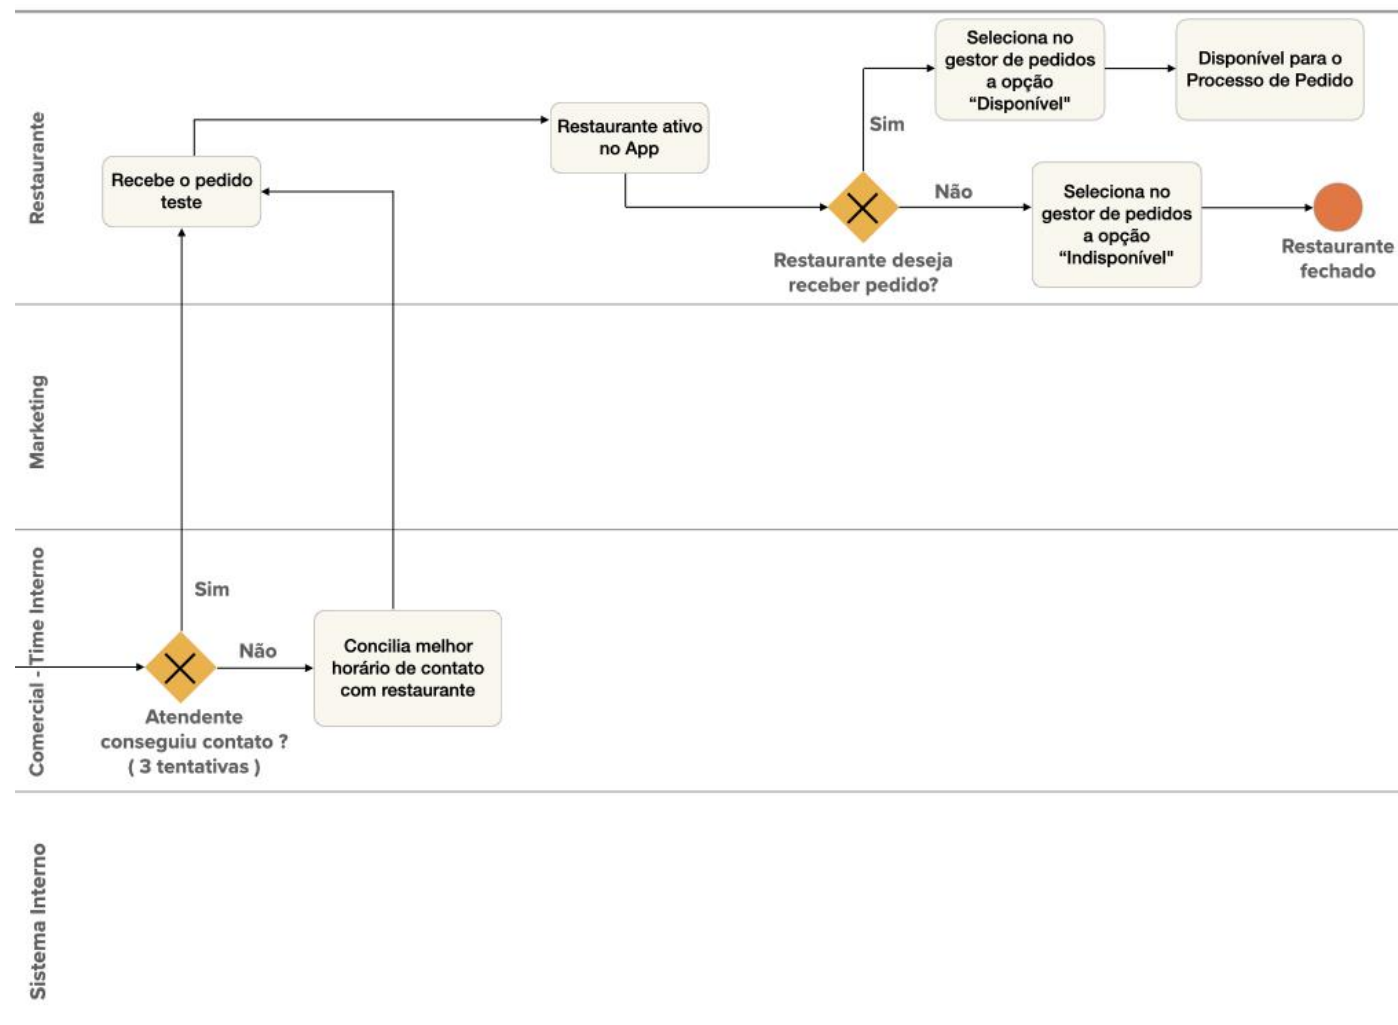 Restaurante
Recebe o pedido
teste
Restaurante ativo
no App
Restaurante deseja
receber pedido?
Sim
Seleciona no
gestor de pedidos
a opção
“Disponível"
Disponível para o
Processo de Pedido
Não
Seleciona no
gestor de pedidos
a opção
“Indisponível"
Restaurante
fechado
Marketing
Comercial - Time Interno
Sim
Não
Atendente
conseguiu contato ?
( 3 tentativas )
Concilia melhor
horário de contato
com restaurante
Sistema Interno